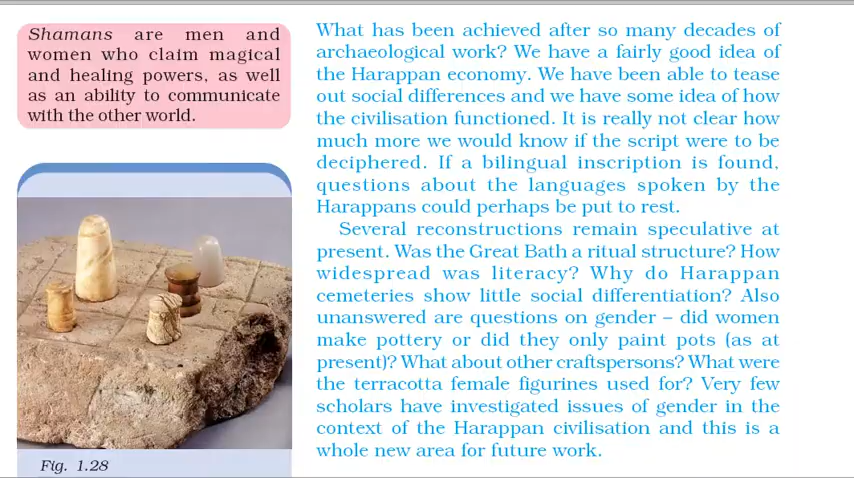 Shamans are men and
women who claim magical
and healing powers, as well
as an ability to communicate
with the other world.
Fig. 1.28
What has been achieved after so many decades of
archaeological work? We have a fairly good idea of
the Harappan economy. We have been able to tease
out social differences and we have some idea of how
the civilisation functioned. It is really not clear how
much more we would know if the script were to be
deciphered. If a bilingual inscription is found,
questions about the languages spoken by the
Harappans could perhaps be put to rest.
Several reconstructions remain speculative at
present. Was the Great Bath a ritual structure? How
widespread was literacy? Why do Harappan
cemeteries show little social differentiation? Also
unanswered are questions on gender – did women
make pottery or did they only paint pots (as at
present)? What about other craftspersons? What were
the terracotta female figurines used for? Very few
scholars have investigated issues of gender in the
context of the Harappan civilisation and this is a
whole new area for future work.